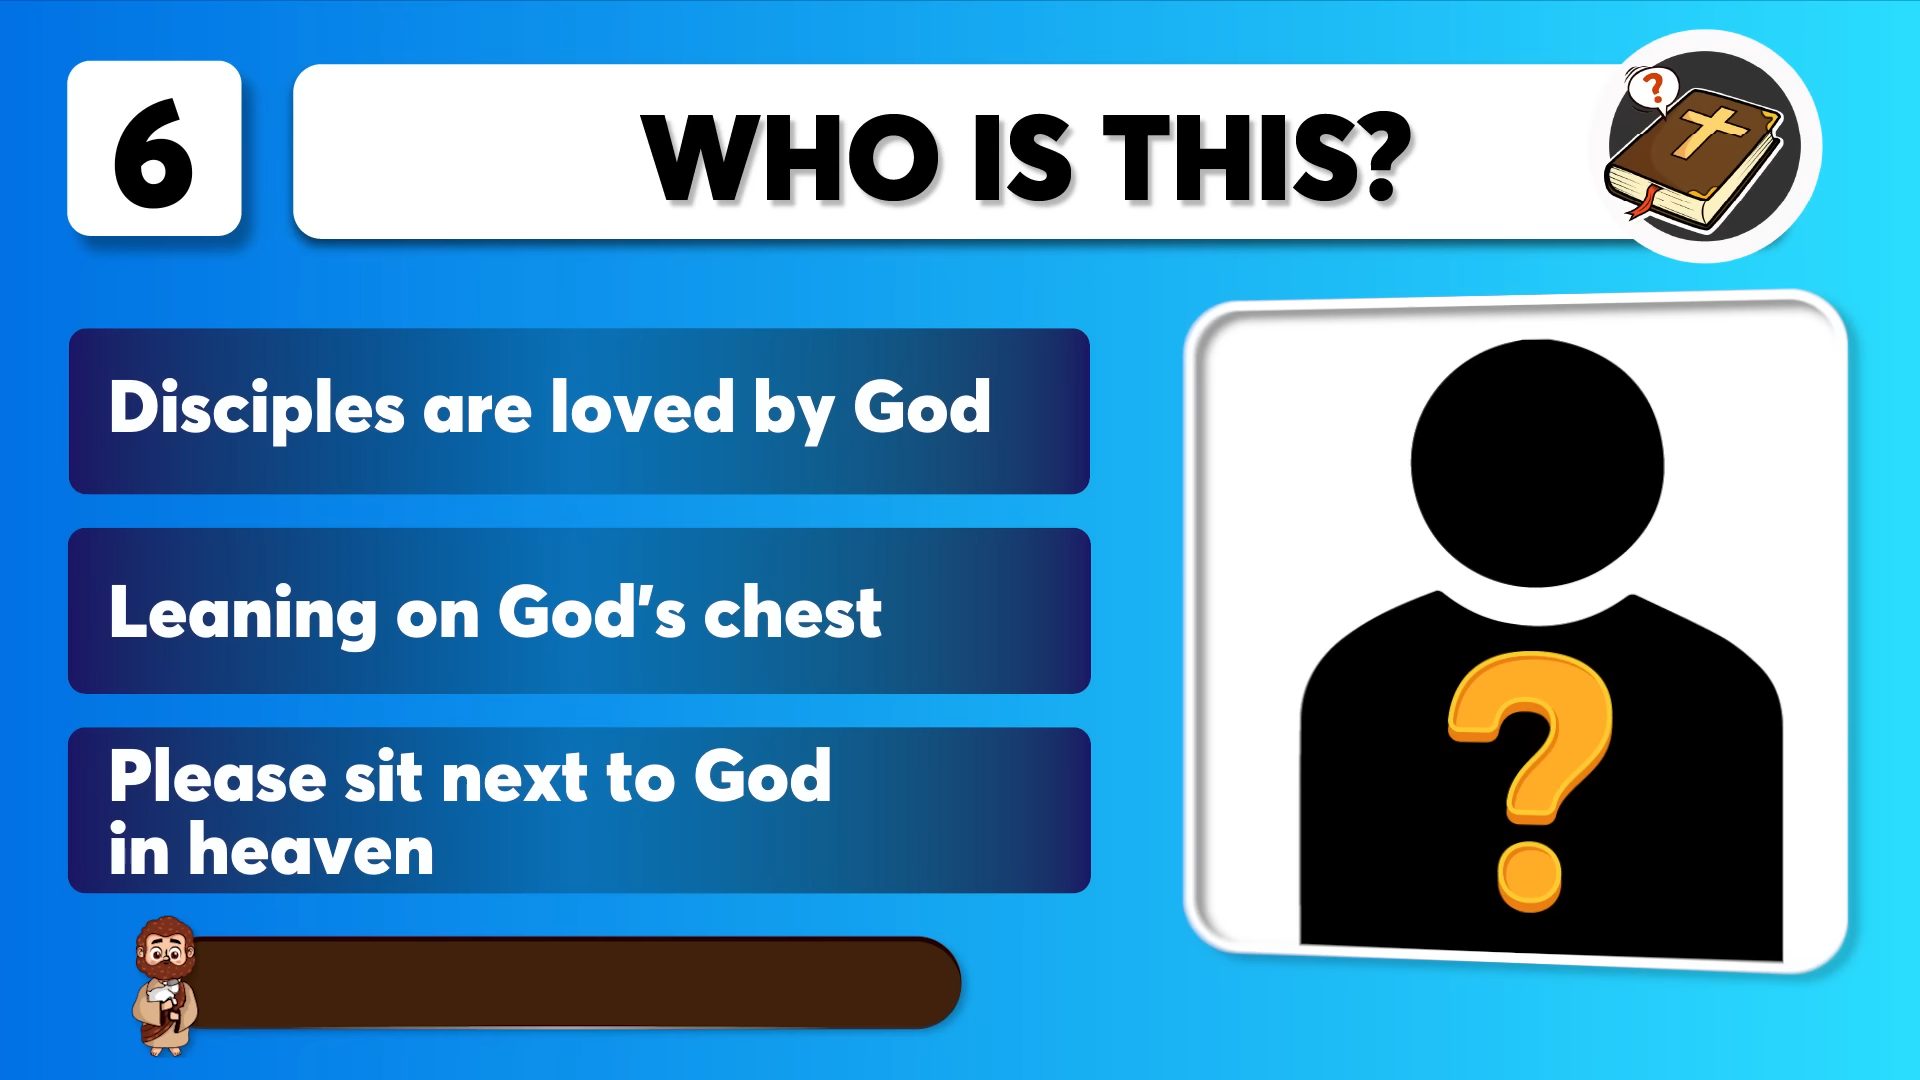 6
WHO IS THIS?
?
Disciples are loved by God
Leaning on God's chest
Please sit next to God
in heaven
?